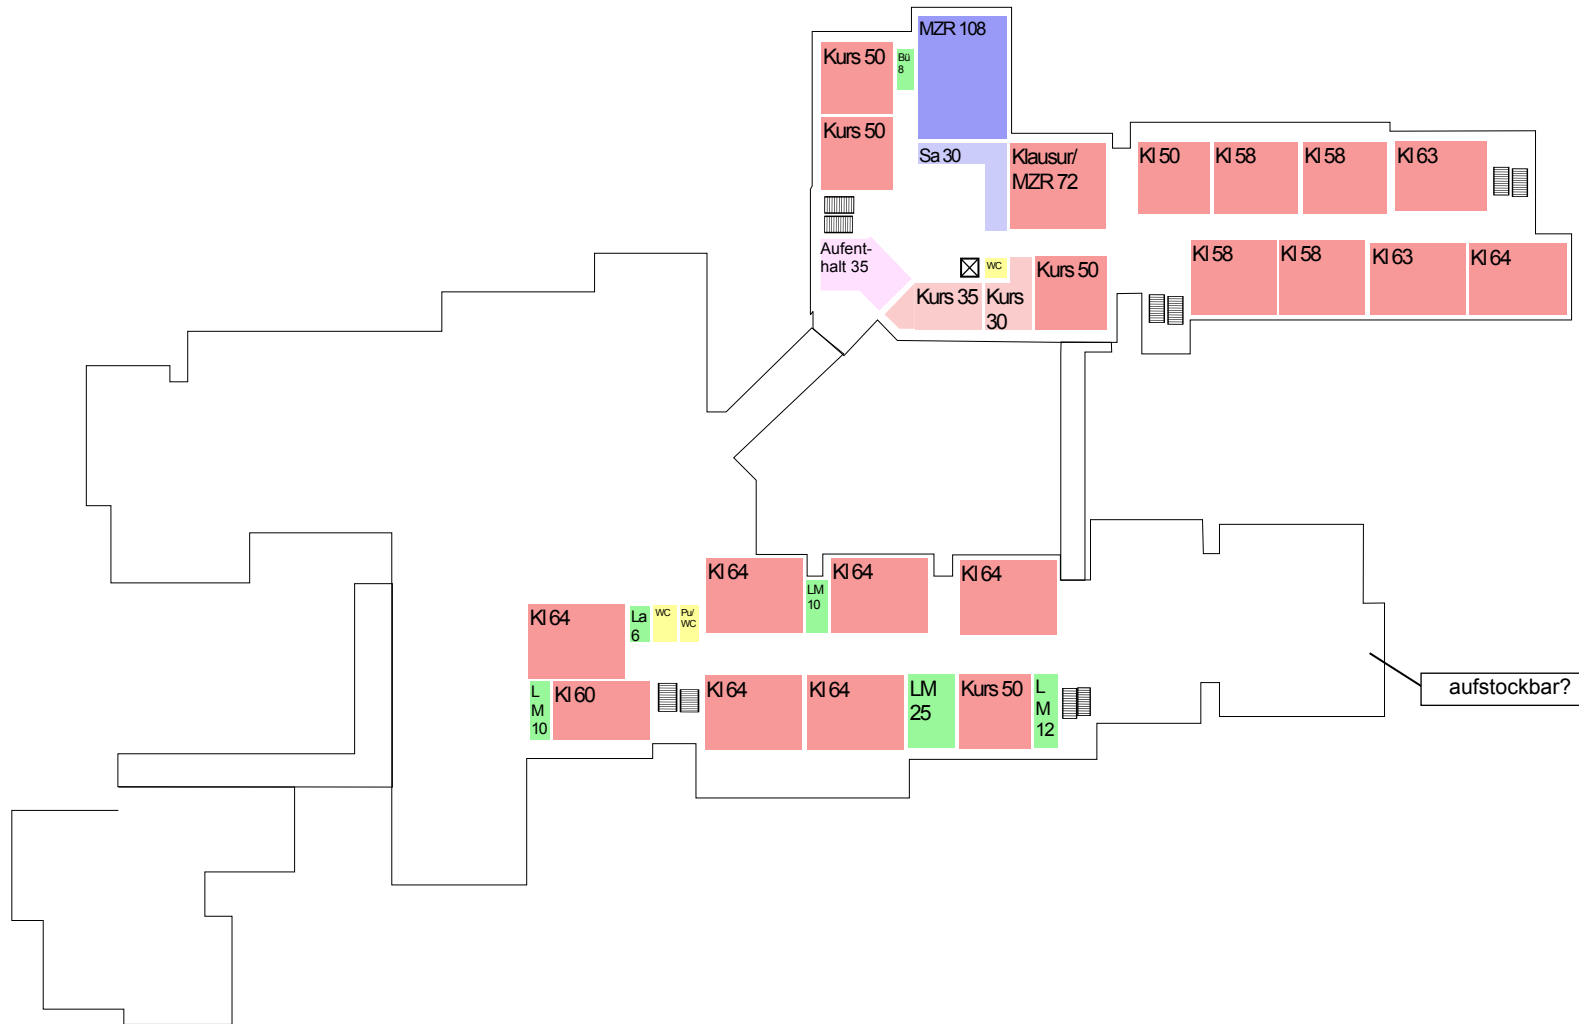 MZR 108
Kurs 50
Bü
8
Kurs 50
Sa 30
Klausur/
MZR 72
Kl 50
Kl 58
Kl 58
Kl 63
Aufent-
halt 35
WC
Kurs 50
Kurs 35
Kurs
30
Kl 58
Kl 58
Kl 63
Kl 64
Kl 64
LM
10
Kl 64
Kl 64
Kl 64
La
6
WC
Pu/
WC
L
M
10
Kl 60
Kl 64
Kl 64
LM
25
Kurs 50
L
M
12
aufstockbar?